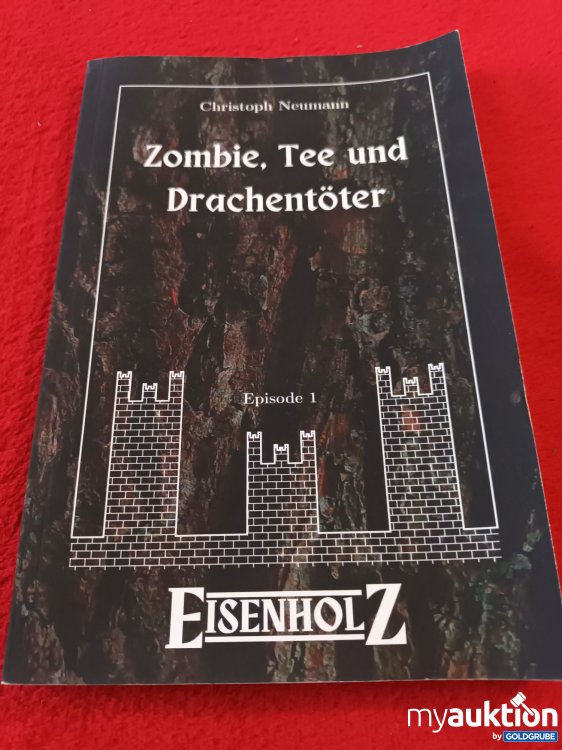 Christoph Neumann
Zombie, Tee und
Drachentöter
Episode 1
EISENHOLZ
myauktion
by GOLDGRUBE